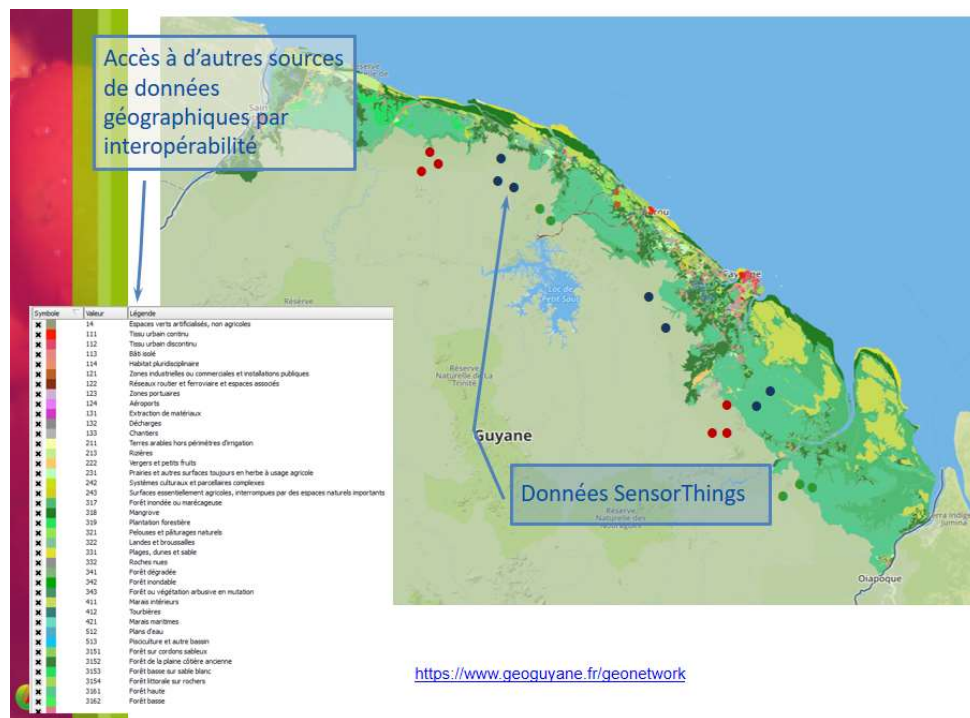 Accès à d'autres sources
de données
géographiques par
interopérabilité
Guyane
Lac de
Petit Saut
Réserve
Réserve
Naturelle de La
Trinité
Réserve
Naturelle des
Nouragues
Données SensorThings
Oiapoque
Symbole Valeur Légende
14 Espaces verts artificialisés, non agricoles
111 Tissu urbain continu
112 Tissu urbain discontinu
113 Bâti isolé
114 Habitat pluridisciplinaire
121 Zones industrielles ou commerciales et installations publiques
122 Réseaux routier et ferroviaire et espaces associés
123 Zones portuaires
124 Aéroports
131 Extraction de matériaux
132 Décharges
133 Chantiers
211 Terres arables hors périmètres d'irrigation
213 Rizières
222 Vergers et petits fruits
231 Prairies et autres surfaces toujours en herbe à usage agricole
242 Systèmes culturaux et parcellaires complexes
243 Surfaces essentiellement agricoles, interrompues par des espaces naturels importants
317 Forêt inondée ou marécageuse
318 Mangrove
319 Plantation forestière
321 Pelouses et pâturages naturels
322 Landes et broussailles
331 Plages, dunes et sable
332 Roches nues
341 Forêt dégradée
342 Forêt inondable
343 Forêt ou végétation arbusive en mutation
411 Marais intérieurs
412 Tourbières
421 Marais maritimes
512 Plans d'eau
513 Pisciculture et autre bassin
3151 Forêt sur cordons sableux
3152 Forêt de la plaine côtière ancienne
3153 Forêt basse sur sable blanc
3154 Forêt littorale sur rochers
3161 Forêt haute
3162 Forêt basse
https://www.geoguyane.fr/geonetwork